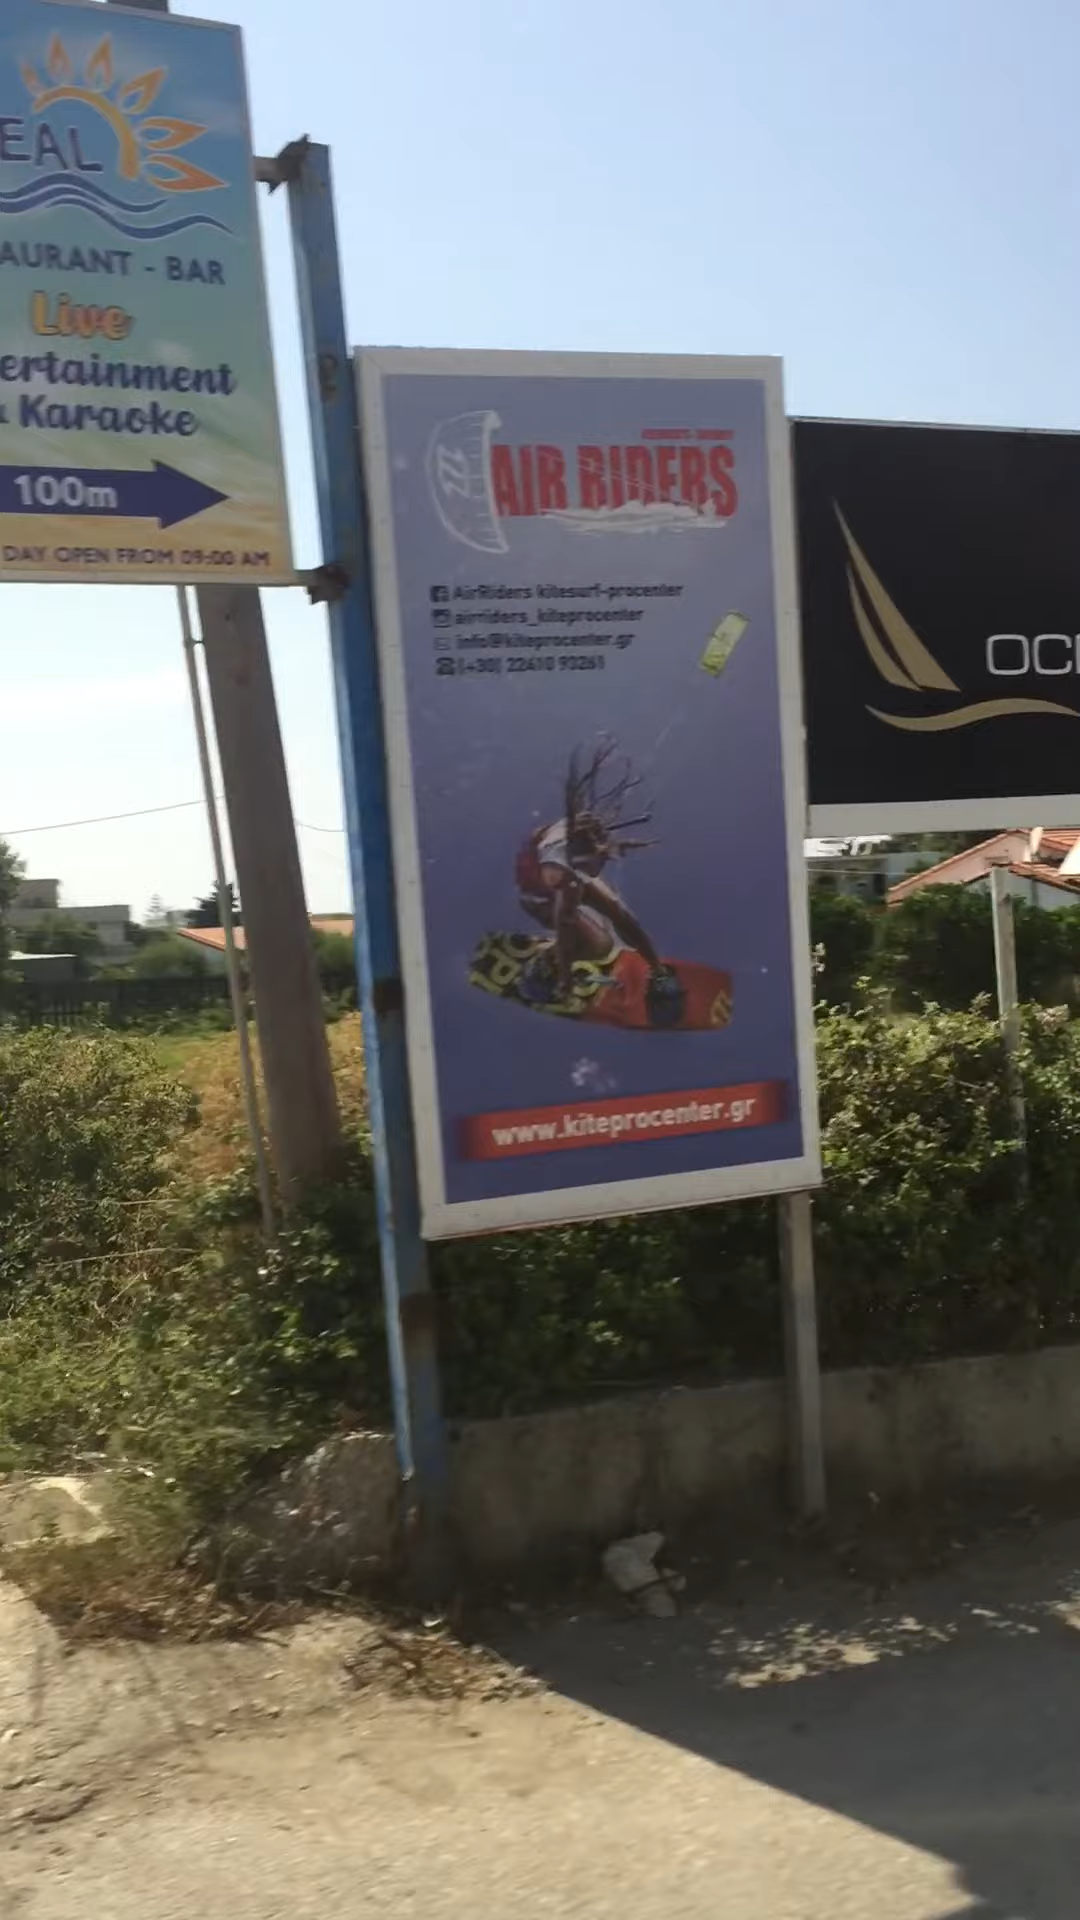 EAL
AURANT - BAR
Live
ertainment
Karaoke
100m
DAY OPEN FROM 09:00 AM
AIR RIDERS
AirRiders kitesurf-procenter
airriders_kiteprocenter
info@kiteprocenter.gr
(+30) 22410 93261
www.kiteprocenter.gr
OCE